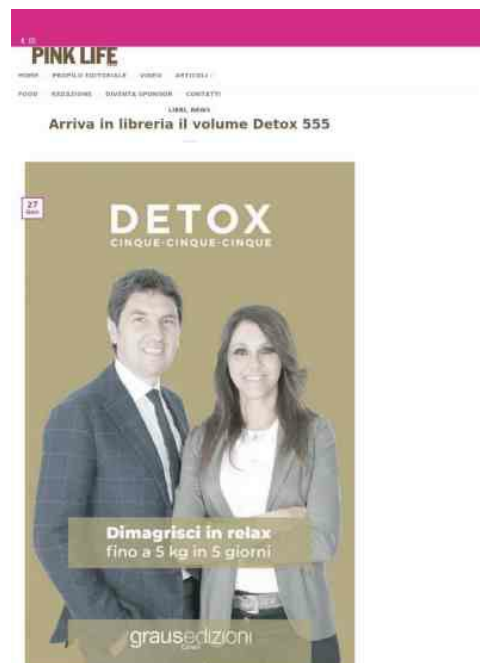 PINK LIFE
HOME PROFILO EDITORIALE VIDEO ARTICOLI
FOOD REDAZIONE DIVENTA SPONSOR CONTATTI
LIBRI, NEWS
Arriva in libreria il volume Detox 555
27
Gen
DETOX
CINQUE·CINQUE·CINQUE
Dimagrisci in relax
fino a 5 kg in 5 giorni
grausedizioni